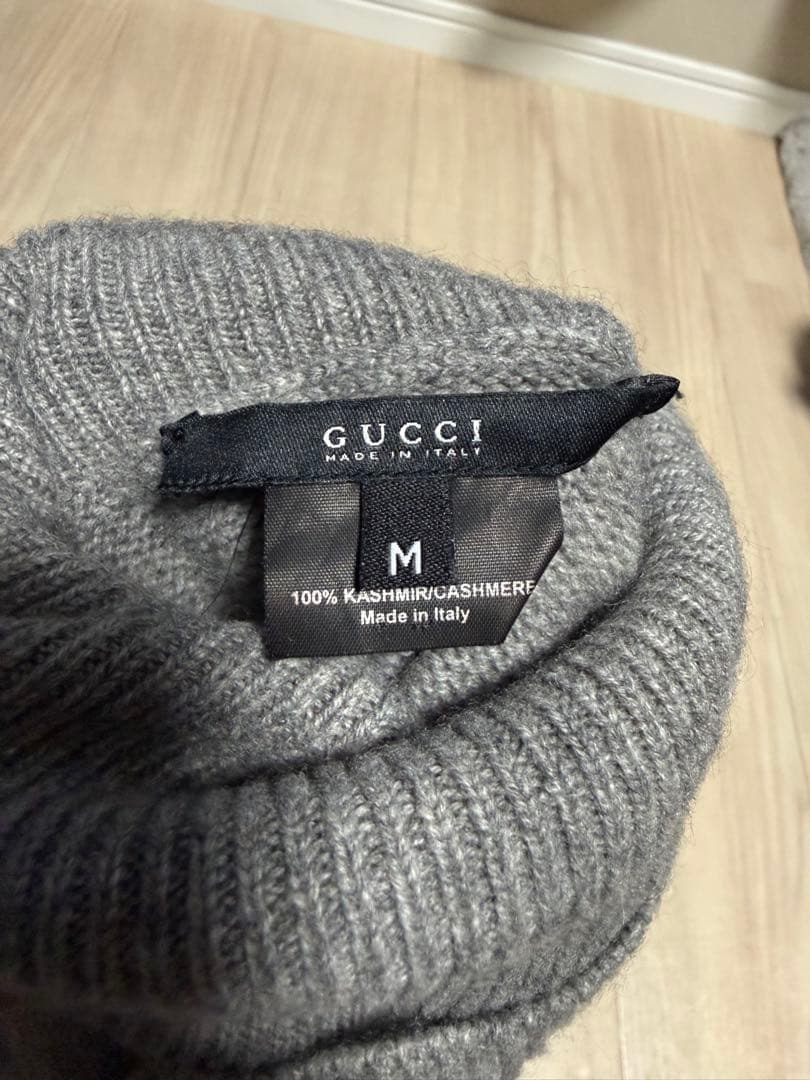 GUCCI
MADE IN ITALY
M
100% KASHMIR/CASHMERE
Made in Italy